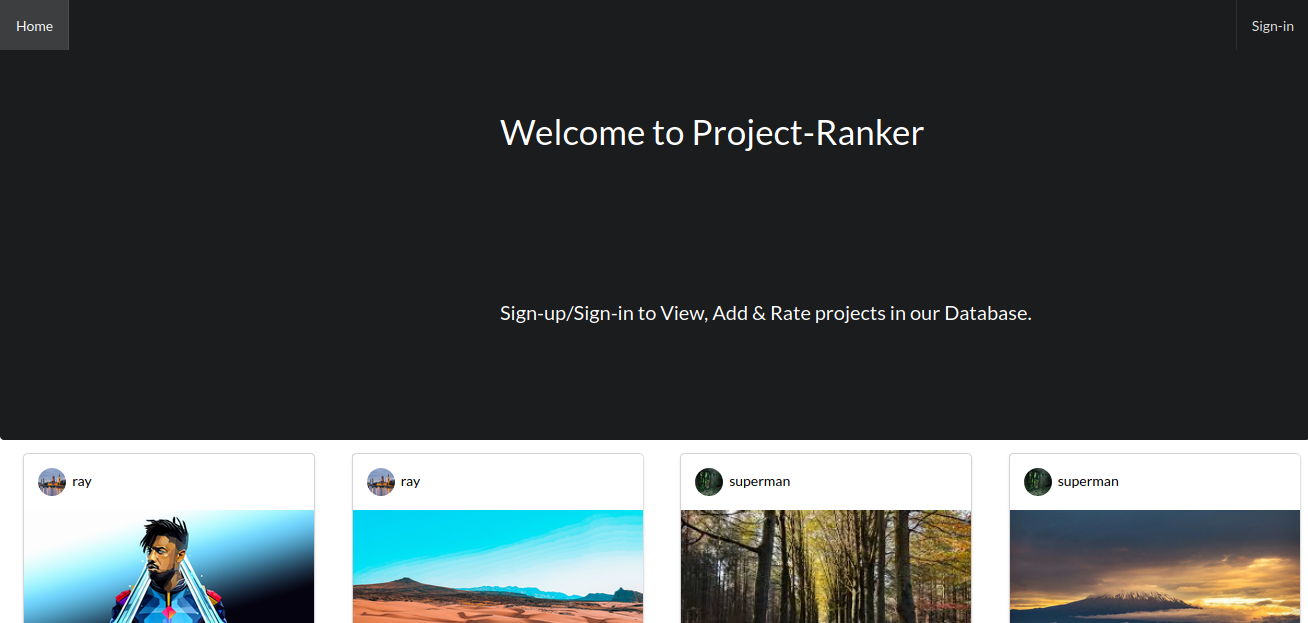 Home
Sign-in
Welcome to Project-Ranker
Sign-up/Sign-in to View, Add & Rate projects in our Database.
ray
ray
superman
superman